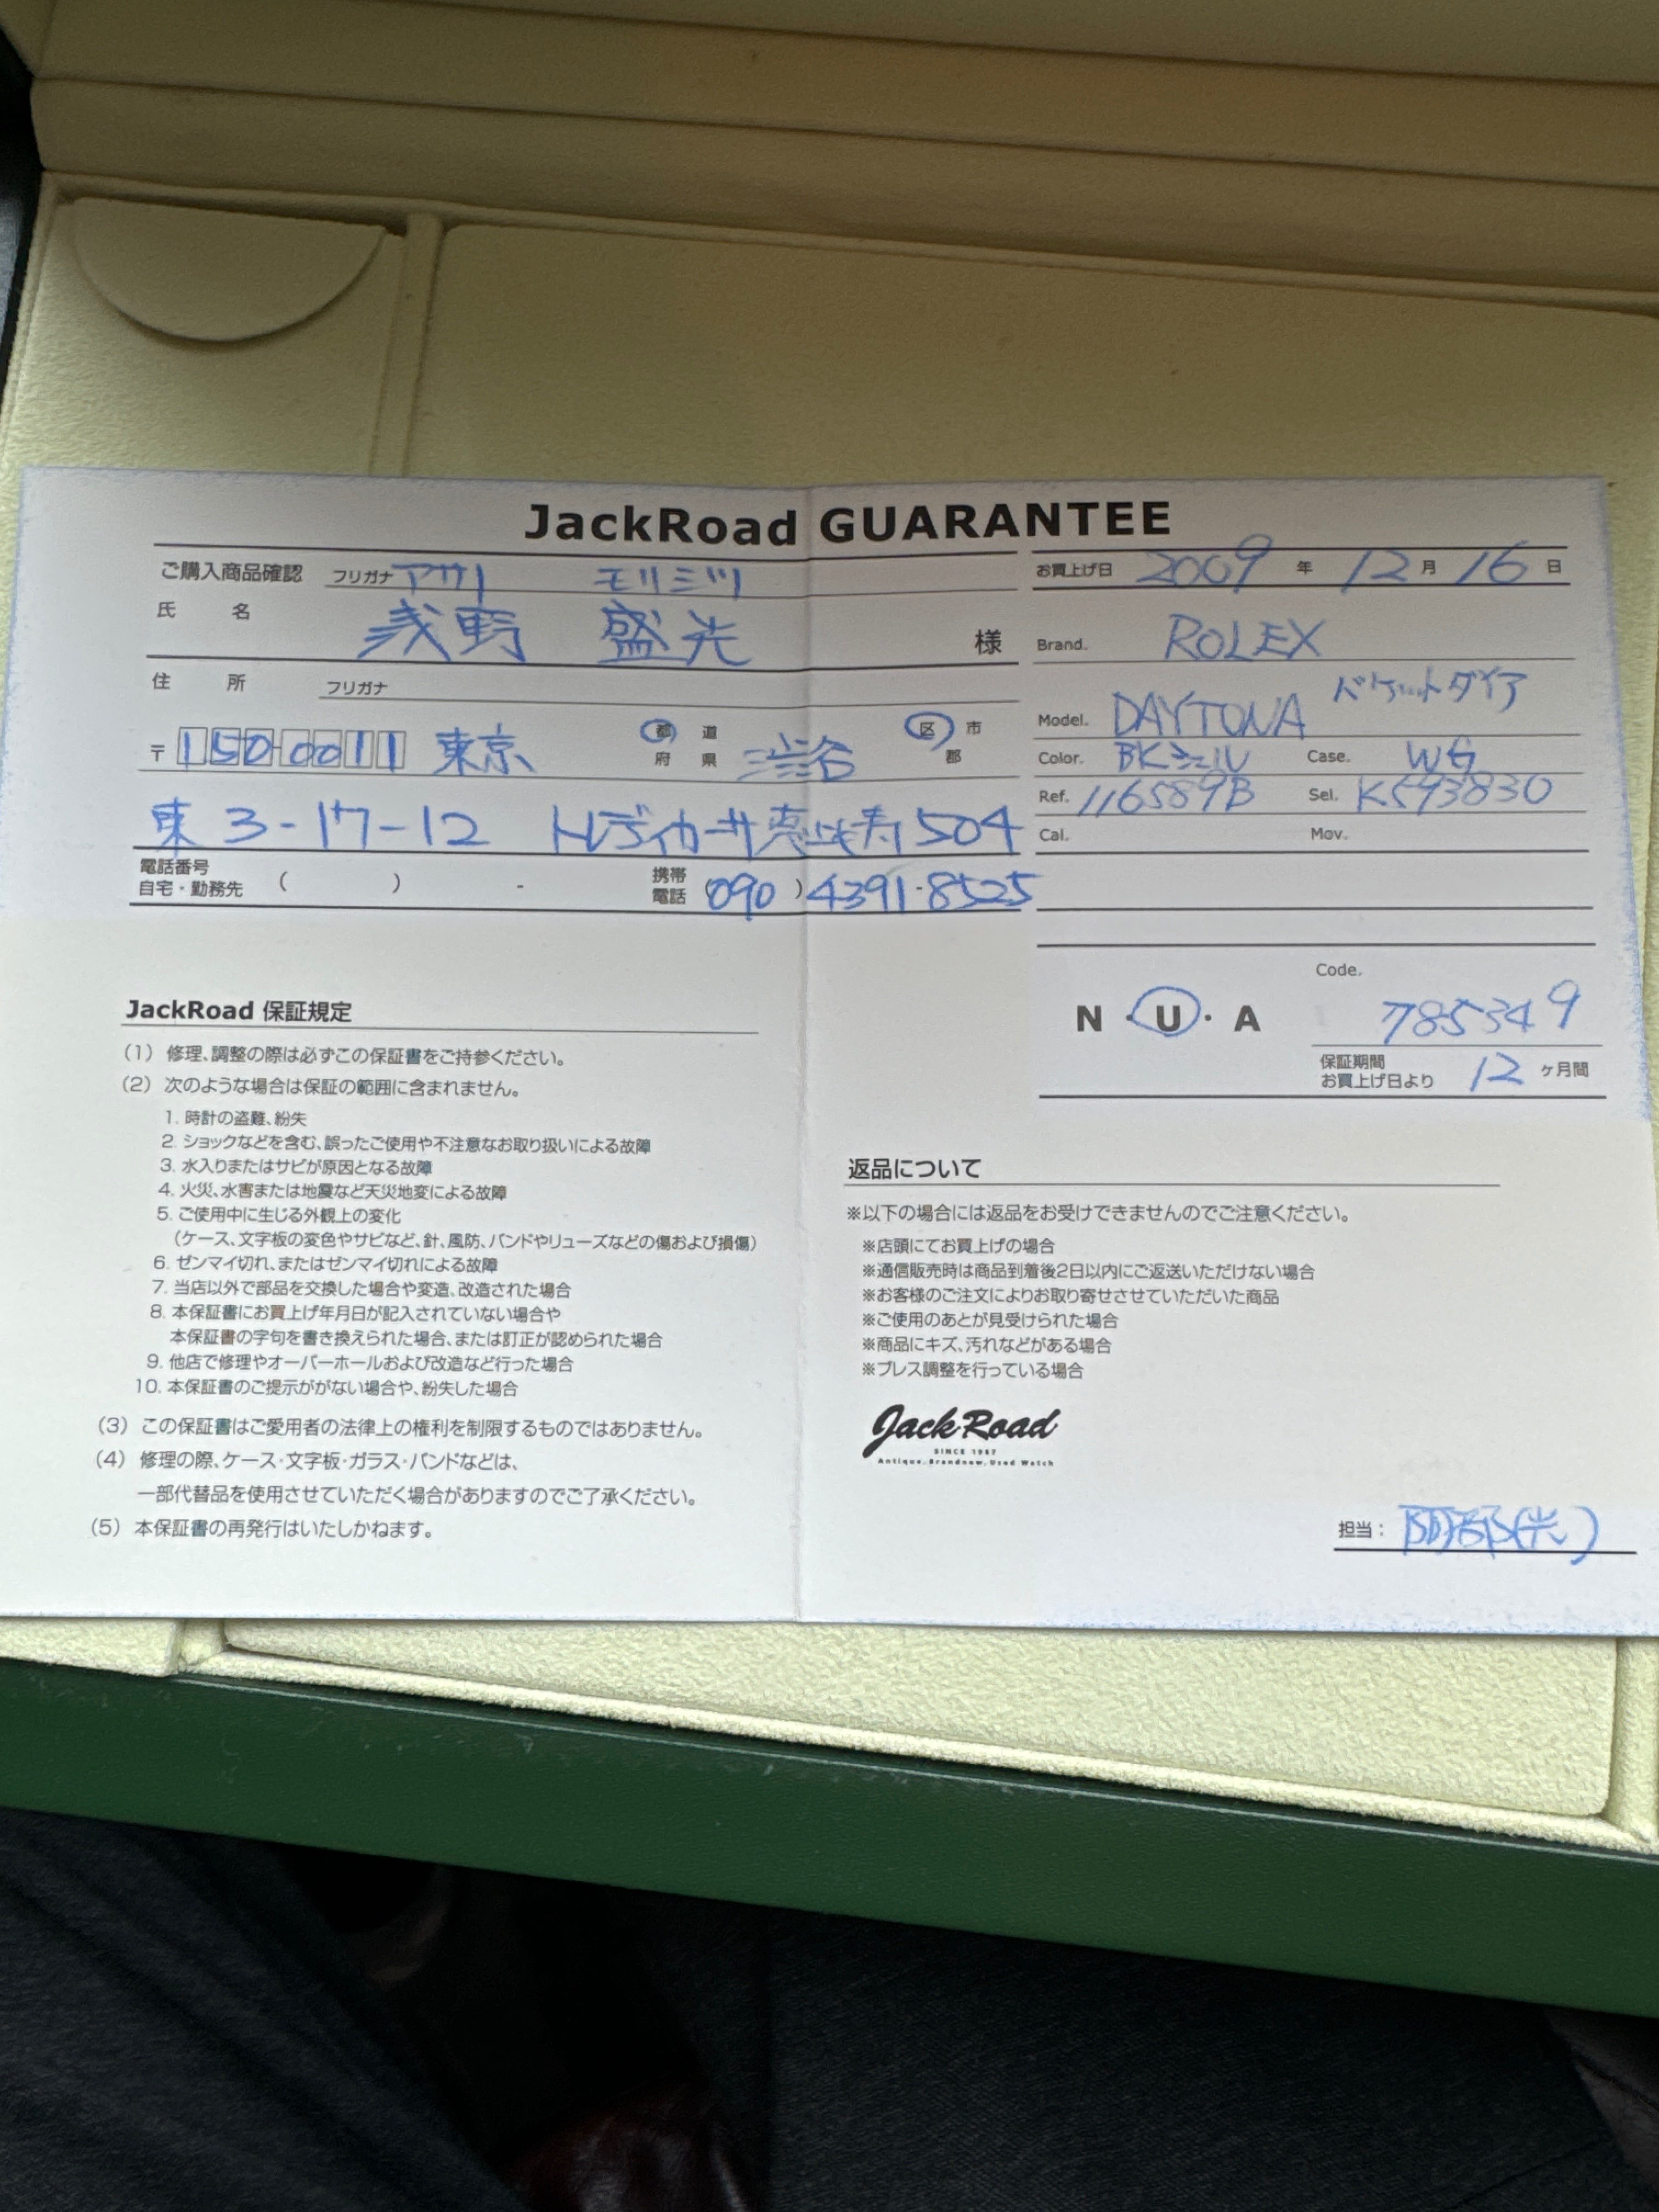 JackRoad GUARANTEE
ご購入商品確認 フリガナ アサノ モリミツ
氏 名 浅野 盛光 様
住 所 フリガナ
〒 150-0011 東京 都 道 府 県 渋谷 区 市 郡
東 3-17-12 トレディカーサ恵比寿 504
電話番号 自宅・勤務先 ( ) - 携帯電話 (090) 4391-8525
お買上げ日 2009 年 12 月 16 日
Brand. ROLEX
Model. DAYTONA バケットダイア
Color. BKシェル Case. WG
Ref. 116589B Sel. K593830
Cal. Mov.
N・U・A
Code. 785349
保証期間
お買上げ日より 12 ヶ月間
JackRoad 保証規定
(1) 修理、調整の際は必ずこの保証書をご持参ください。
(2) 次のような場合は保証の範囲に含まれません。
1. 時計の盗難、紛失
2. ショックなどを含む、誤ったご使用や不注意なお取り扱いによる故障
3. 水入りまたはサビが原因となる故障
4. 火災、水害または地震など天災地変による故障
5. ご使用中に生じる外観上の変化
(ケース、文字板の変色やサビなど、針、風防、バンドやリューズなどの傷および損傷)
6. ゼンマイ切れ、またはゼンマイ切れによる故障
7. 当店以外で部品を交換した場合や変造、改造された場合
8. 本保証書にお買上げ年月日が記入されていない場合や
本保証書の字句を書き換えられた場合、または訂正が認められた場合
9. 他店で修理やオーバーホールおよび改造など行った場合
10. 本保証書のご提示ががない場合や、紛失した場合
(3) この保証書はご愛用者の法律上の権利を制限するものではありません。
(4) 修理の際、ケース・文字板・ガラス・バンドなどは、
一部代替品を使用させていただく場合がありますのでご了承ください。
(5) 本保証書の再発行はいたしかねます。
返品について
※以下の場合には返品をお受けできませんのでご注意ください。
※店頭にてお買上げの場合
※通信販売時は商品到着後2日以内にご返送いただけない場合
※お客様のご注文によりお取り寄せさせていただいた商品
※ご使用のあとが見受けられた場合
※商品にキズ、汚れなどがある場合
※ブレス調整を行っている場合
JackRoad
SINCE 1987
Antique, Brandnew, Used Watch
担当: 阿部(光)